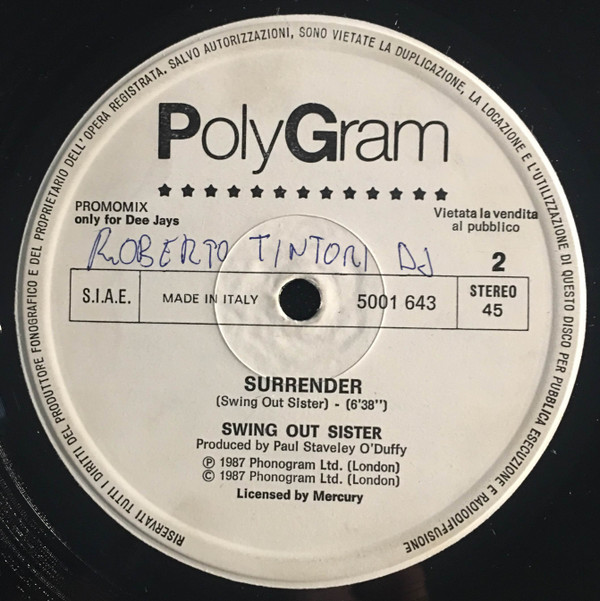 RISERVATI TUTTI I DIRITTI DEL PRODUTTORE FONOGRAFICO E DEL PROPRIETARIO DELL'OPERA REGISTRATA. SALVO AUTORIZZAZIONI, SONO VIETATE LA DUPLICAZIONE, LA LOCAZIONE E L'UTILIZZAZIONE DI QUESTO DISCO PER PUBBLICA ESECUZIONE E RADIODIFFUSIONE
PolyGram
PROMOMIX
only for Dee Jays
Vietata la vendita
al pubblico
ROBERTO TINTORI DJ
2
S.I.A.E.
MADE IN ITALY
5001 643
STEREO
45
SURRENDER
(Swing Out Sister) - (6'38'')
SWING OUT SISTER
Produced by Paul Staveley O'Duffy
℗ 1987 Phonogram Ltd. (London)
© 1987 Phonogram Ltd. (London)
Licensed by Mercury